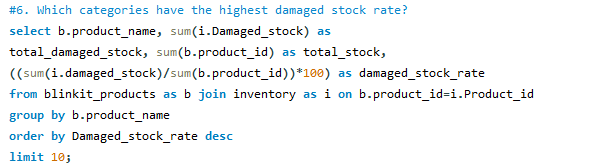 #6. Which categories have the highest damaged stock rate?
select b.product_name, sum(i.Damaged_stock) as
total_damaged_stock, sum(b.product_id) as total_stock,
((sum(i.damaged_stock)/sum(b.product_id))*100) as damaged_stock_rate
from blinkit_products as b join inventory as i on b.product_id=i.Product_id
group by b.product_name
order by Damaged_stock_rate desc
limit 10;